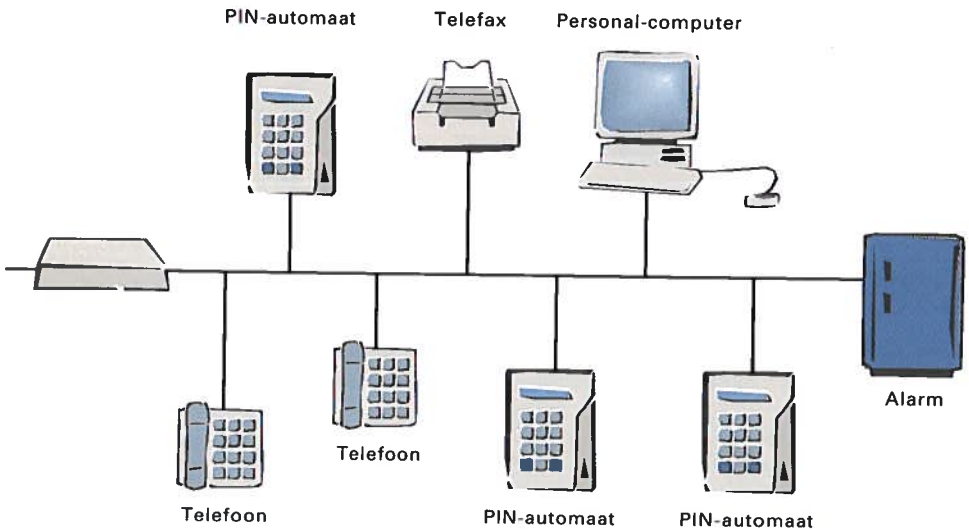 PIN-automaat
Telefax
Personal-computer
Alarm
Telefoon
Telefoon
PIN-automaat
PIN-automaat